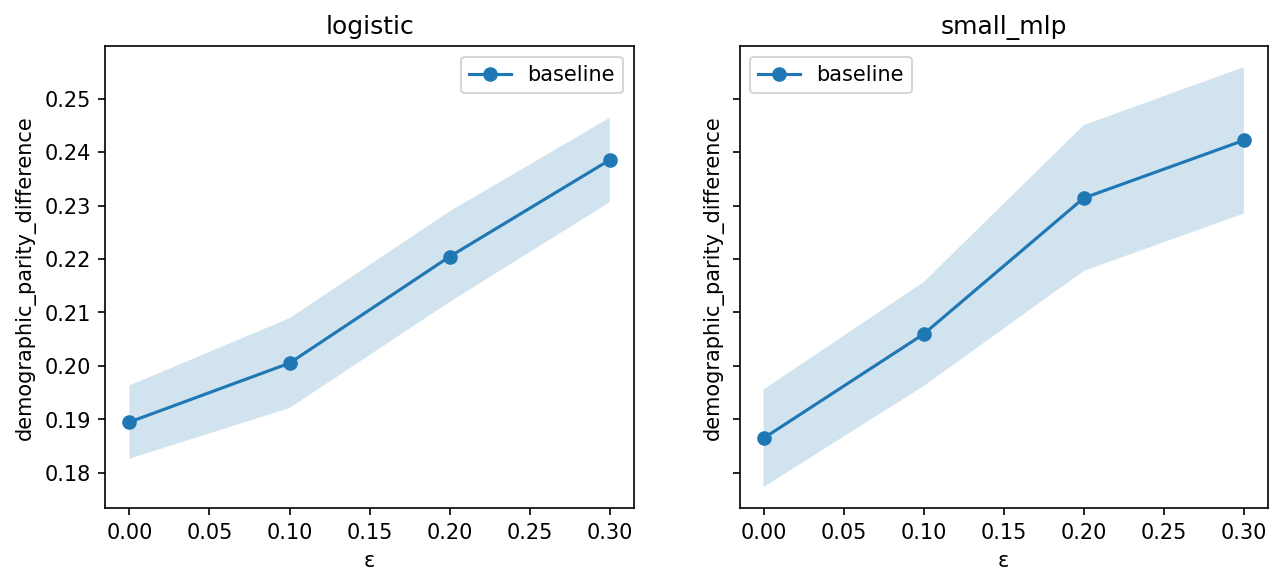 logistic
baseline
demographic_parity_difference
0.25
0.24
0.23
0.22
0.21
0.20
0.19
0.18
0.00 0.05 0.10 0.15 0.20 0.25 0.30
ε
small_mlp
baseline
demographic_parity_difference
0.00 0.05 0.10 0.15 0.20 0.25 0.30
ε